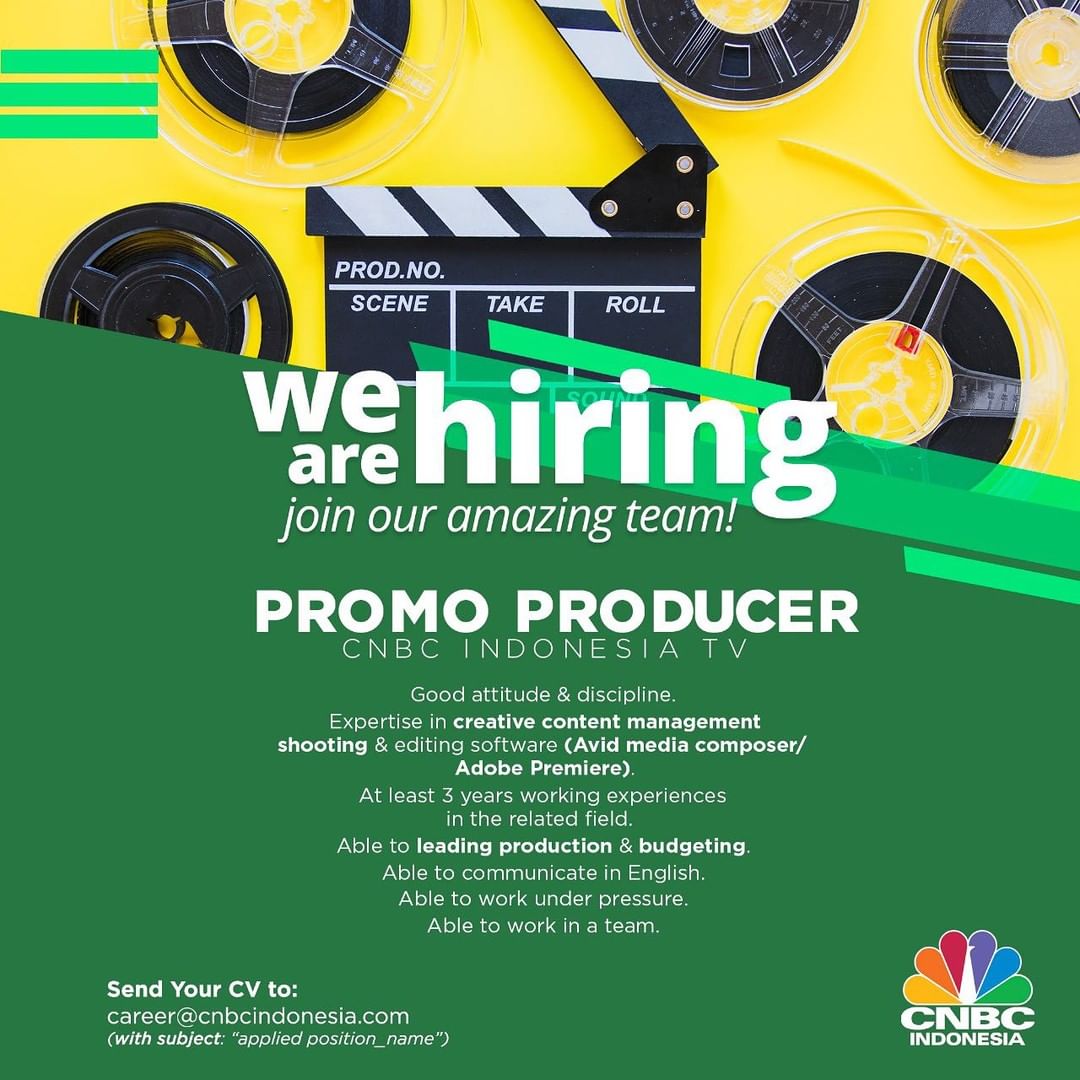 PROD.NO.
SCENE TAKE ROLL
SOUND
we
are hiring
join our amazing team!
PROMO PRODUCER
CNBC INDONESIA TV
Good attitude & discipline.
Expertise in creative content management
shooting & editing software (Avid media composer/
Adobe Premiere).
At least 3 years working experiences
in the related field.
Able to leading production & budgeting.
Able to communicate in English.
Able to work under pressure.
Able to work in a team.
Send Your CV to:
career@cnbcindonesia.com
(with subject: “applied position_name”)
CNBC
INDONESIA